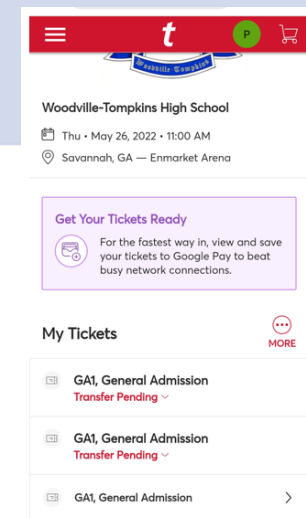 t
P
Woodville Tompkins
Woodville-Tompkins High School
Thu • May 26, 2022 • 11:00 AM
Savannah, GA — Enmarket Arena
Get Your Tickets Ready
For the fastest way in, view and save
your tickets to Google Pay to beat
busy network connections.
My Tickets
MORE
GA1, General Admission
Transfer Pending
GA1, General Admission
Transfer Pending
GA1, General Admission